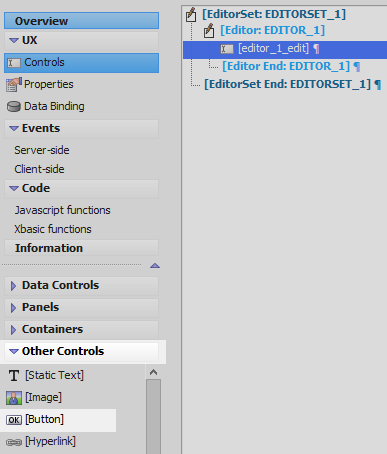 Overview
UX
Controls
Properties
Data Binding
Events
Server-side
Client-side
Code
Javascript functions
Xbasic functions
Information
Data Controls
Panels
Containers
Other Controls
[Static Text]
[Image]
OK [Button]
[Hyperlink]
[EditorSet: EDITORSET_1]
[Editor: EDITOR_1]
[editor_1_edit] ¶
[Editor End: EDITOR_1] ¶
[EditorSet End: EDITORSET_1] ¶